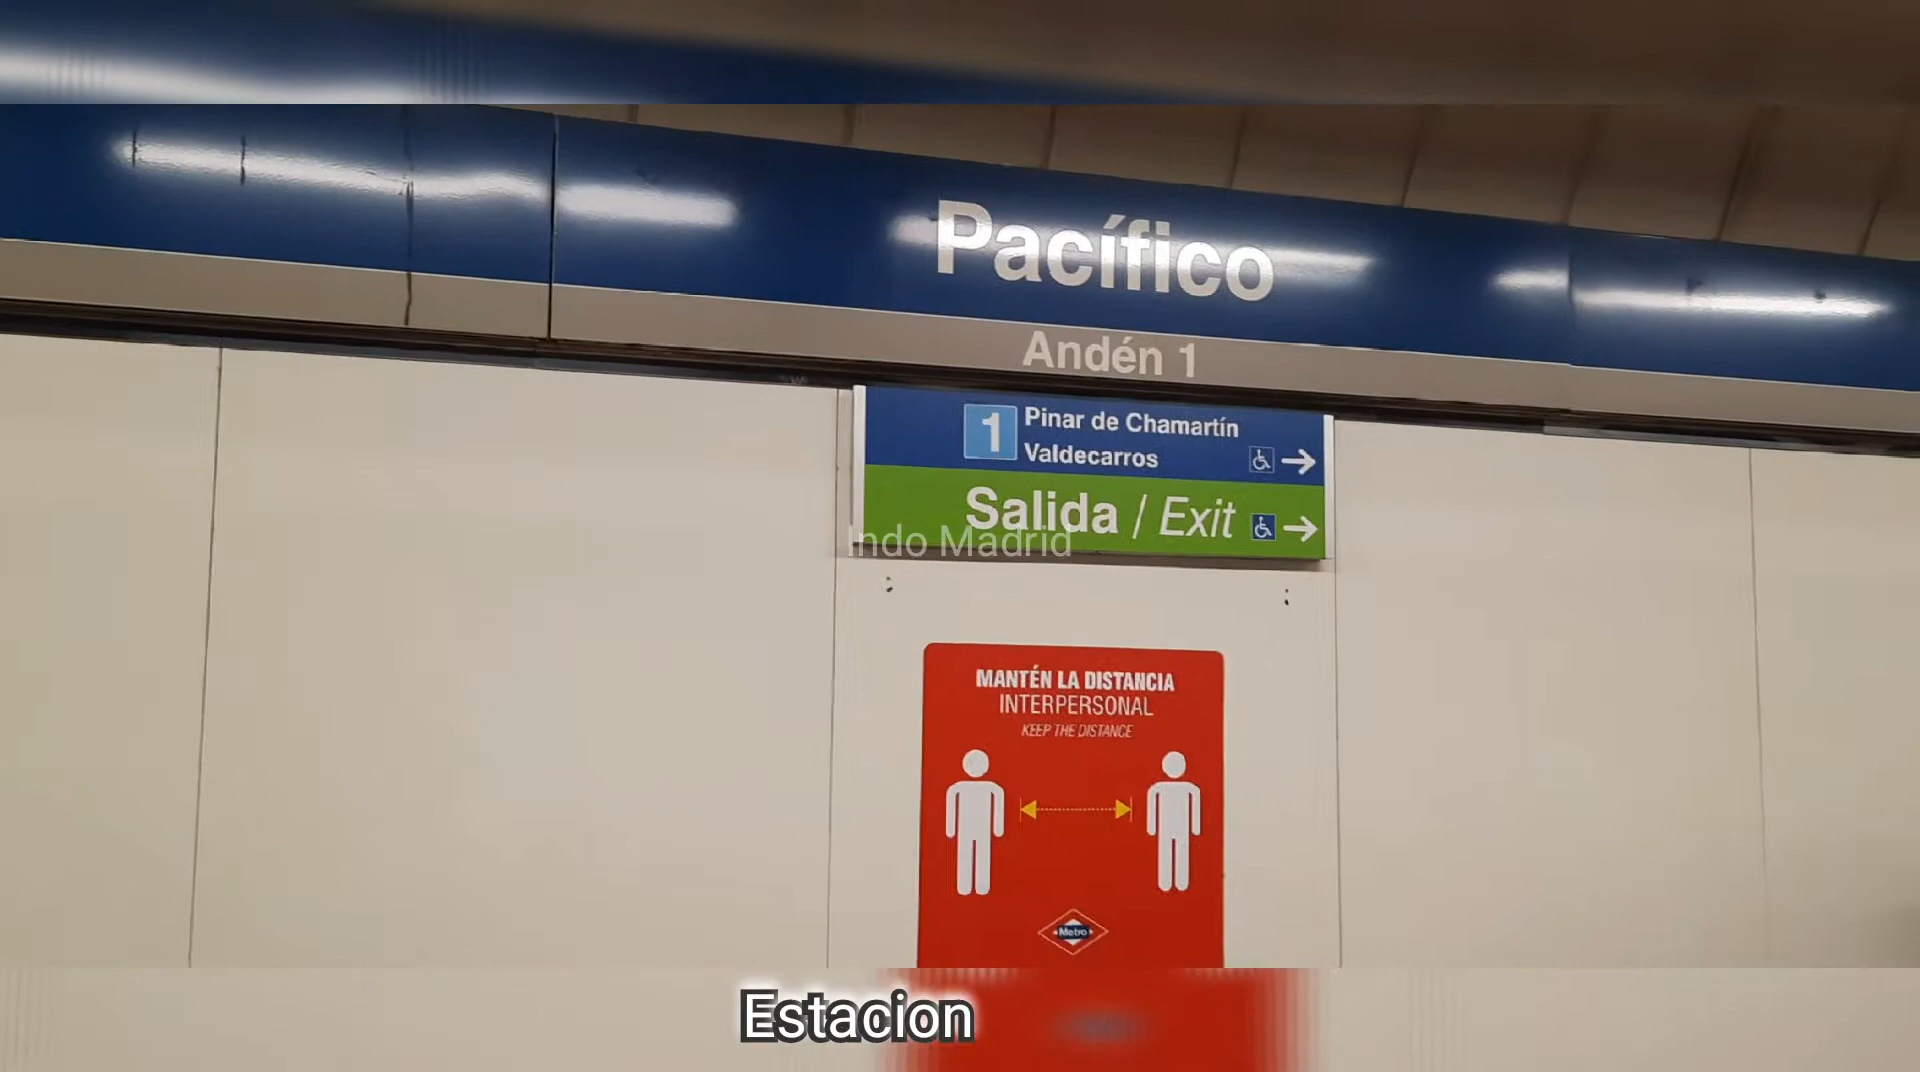 Pacífico
Andén 1
1 Pinar de Chamartín
Valdecarros
Salida / Exit
Indo Madrid
MANTÉN LA DISTANCIA
INTERPERSONAL
KEEP THE DISTANCE
Metro
Estacion